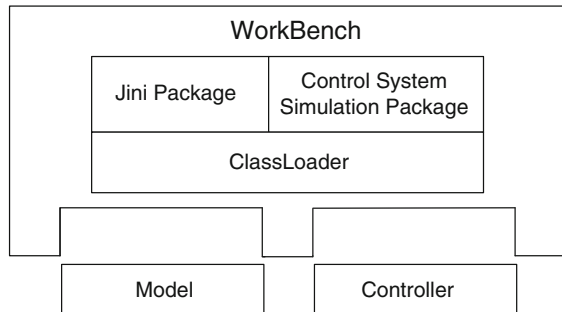 WorkBench
Jini Package
Control System
Simulation Package
ClassLoader
Model
Controller